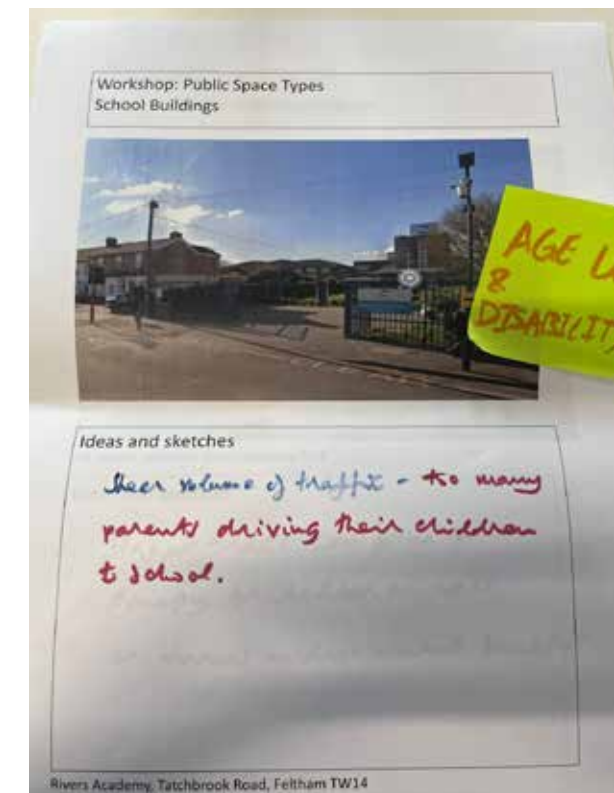 Workshop: Public Space Types
School Buildings
AGE
&
DISABILIT
Ideas and sketches
sheer volume of traffic - too many
parents driving their children
to school.
Rivers Academy, Tatchbrook Road, Feltham TW14